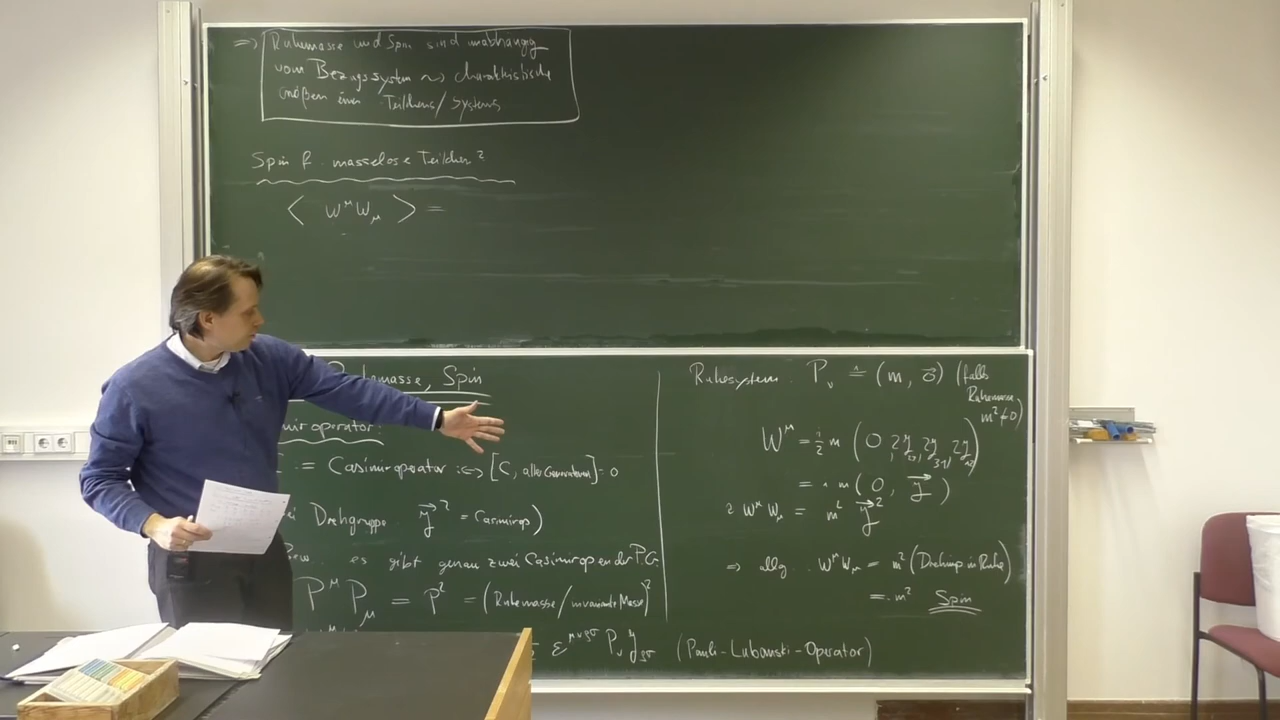 ⇒ Ruhemasse und Spin sind unabhängig
vom Bezugssystem ⤳ charakteristische
Größen eines Teilchens/Systems
Spin f. masselose Teilchen?
< W^μ W_μ > =
Ruhemasse, Spin
operator:
:= Casimiroperator :⇔ [C, alle Generatoren] = 0
Drehgruppe J⃗² = Casimirop)
Bew. es gibt genau zwei Casimirop en der P.G.
P^μ P_μ = P² = (Ruhemasse/invariante Masse)²
ε^{μνρσ} P_ν J_{ρσ} (Pauli-Lubanski-Operator)
Ruhesystem: P_ν ≐ (m, 0⃗) (falls
Ruhemasse
m² ≠ 0)
W^μ = i/2 m (0, 2J_{23}, 2J_{31}, 2J_{12})
= i m (0, J⃗)
W^μ W_μ = m² J⃗²
⇒ allg. W^μ W_μ = m² (Drehimp in Ruhe)
= m² Spin